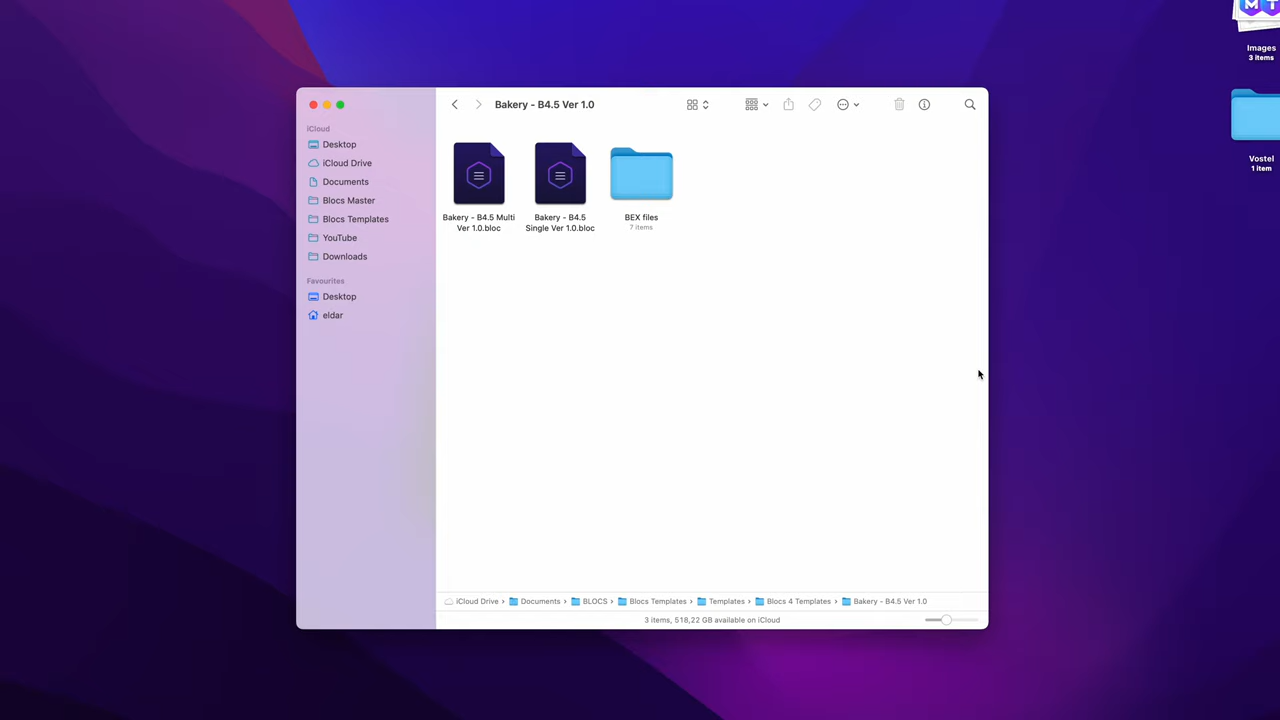 Images
3 items
Vostel
1 item
Bakery - B4.5 Ver 1.0
iCloud
Desktop
iCloud Drive
Documents
Blocs Master
Blocs Templates
YouTube
Downloads
Favourites
Desktop
eldar
Bakery - B4.5 Multi
Ver 1.0.bloc
Bakery - B4.5
Single Ver 1.0.bloc
BEX files
7 items
iCloud Drive › Documents › BLOCS › Blocs Templates › Templates › Blocs 4 Templates › Bakery - B4.5 Ver 1.0
3 items, 518,22 GB available on iCloud